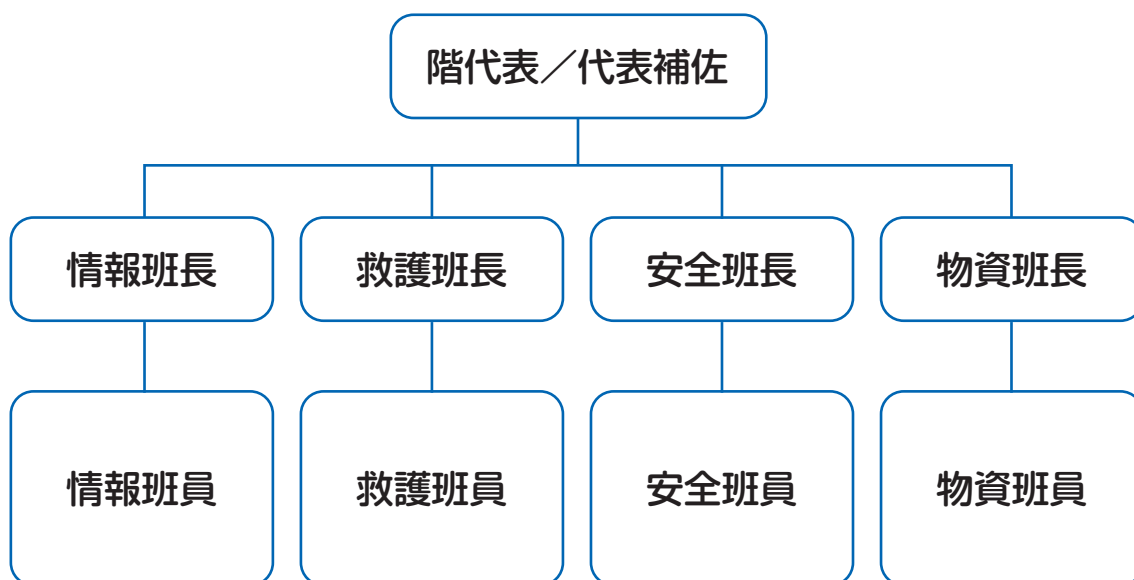 階代表／代表補佐
情報班長
救護班長
安全班長
物資班長
情報班員
救護班員
安全班員
物資班員